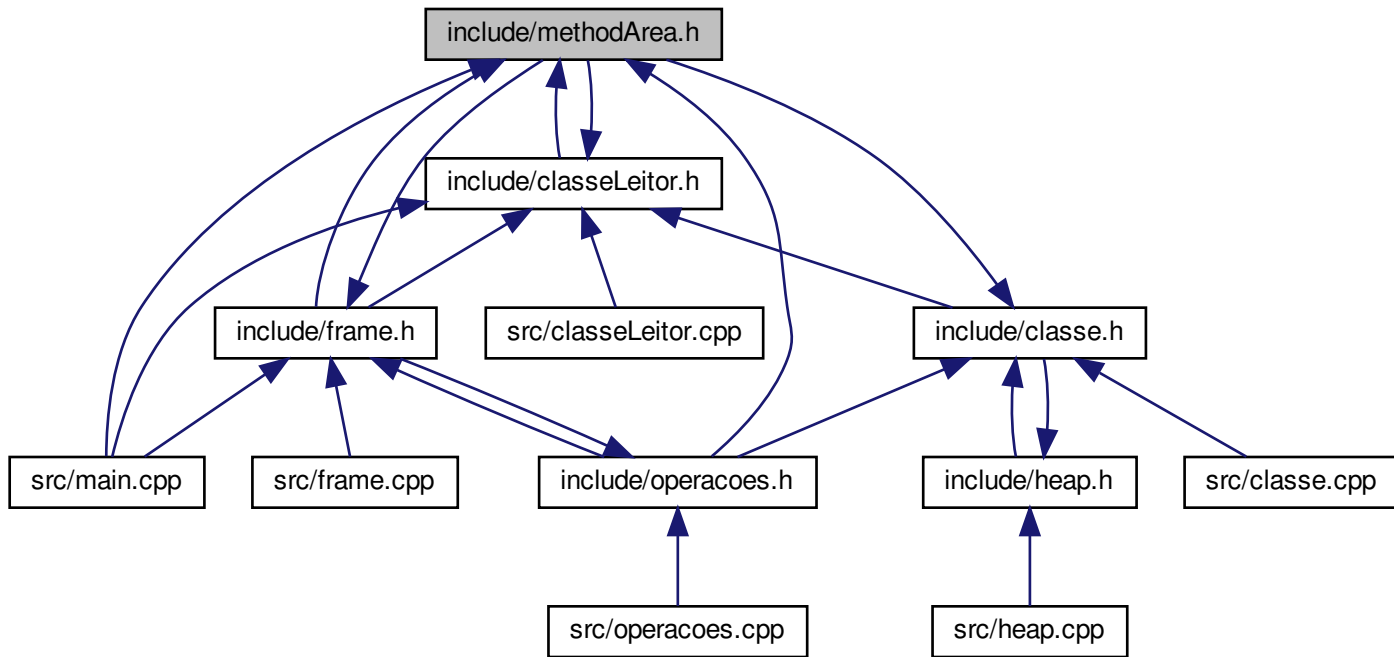 include/methodArea.h
include/classeLeitor.h
include/frame.h
src/classeLeitor.cpp
include/classe.h
src/main.cpp
src/frame.cpp
include/operacoes.h
include/heap.h
src/classe.cpp
src/operacoes.cpp
src/heap.cpp